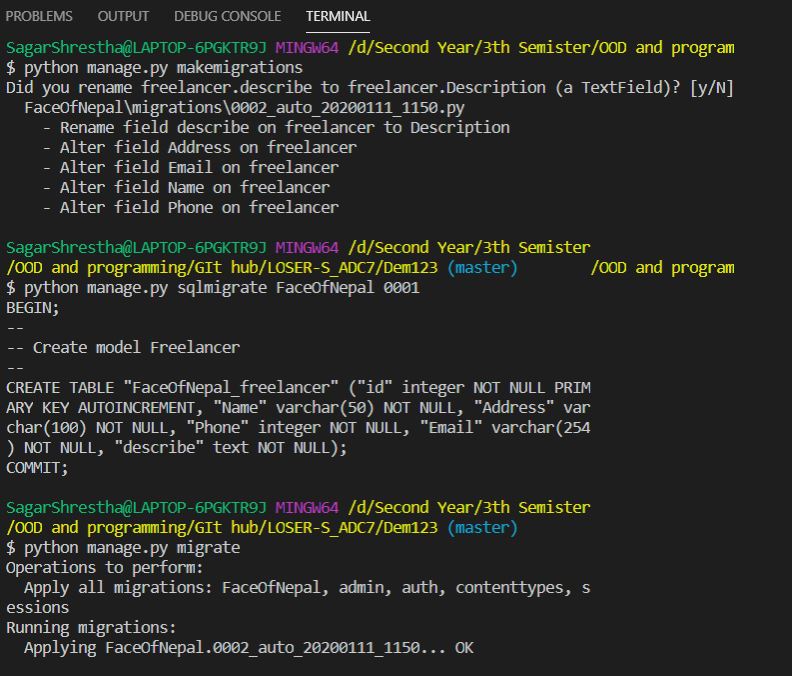 PROBLEMS OUTPUT DEBUG CONSOLE TERMINAL
SagarShrestha@LAPTOP-6PGKTR9J MINGW64 /d/Second Year/3th Semister/OOD and program
$ python manage.py makemigrations
Did you rename freelancer.describe to freelancer.Description (a TextField)? [y/N]
FaceOfNepal\migrations\0002_auto_20200111_1150.py
- Rename field describe on freelancer to Description
- Alter field Address on freelancer
- Alter field Email on freelancer
- Alter field Name on freelancer
- Alter field Phone on freelancer
SagarShrestha@LAPTOP-6PGKTR9J MINGW64 /d/Second Year/3th Semister
/OOD and programming/GIt hub/LOSER-S_ADC7/Dem123 (master) /OOD and program
$ python manage.py sqlmigrate FaceOfNepal 0001
BEGIN;
--
-- Create model Freelancer
--
CREATE TABLE "FaceOfNepal_freelancer" ("id" integer NOT NULL PRIM
ARY KEY AUTOINCREMENT, "Name" varchar(50) NOT NULL, "Address" var
char(100) NOT NULL, "Phone" integer NOT NULL, "Email" varchar(254
) NOT NULL, "describe" text NOT NULL);
COMMIT;
SagarShrestha@LAPTOP-6PGKTR9J MINGW64 /d/Second Year/3th Semister
/OOD and programming/GIt hub/LOSER-S_ADC7/Dem123 (master)
$ python manage.py migrate
Operations to perform:
Apply all migrations: FaceOfNepal, admin, auth, contenttypes, s
essions
Running migrations:
Applying FaceOfNepal.0002_auto_20200111_1150... OK